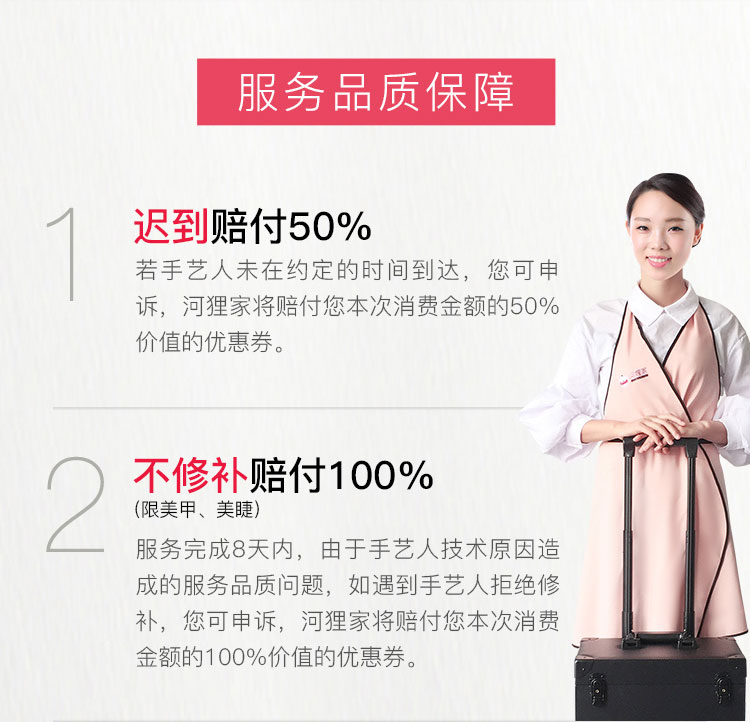 服务品质保障
1
迟到赔付50%
若手艺人未在约定的时间到达，您可申
诉，河狸家将赔付您本次消费金额的50%
价值的优惠券。
2
不修补赔付100%
(限美甲、美睫)
服务完成8天内，由于手艺人技术原因造
成的服务品质问题，如遇到手艺人拒绝修
补，您可申诉，河狸家将赔付您本次消费
金额的100%价值的优惠券。